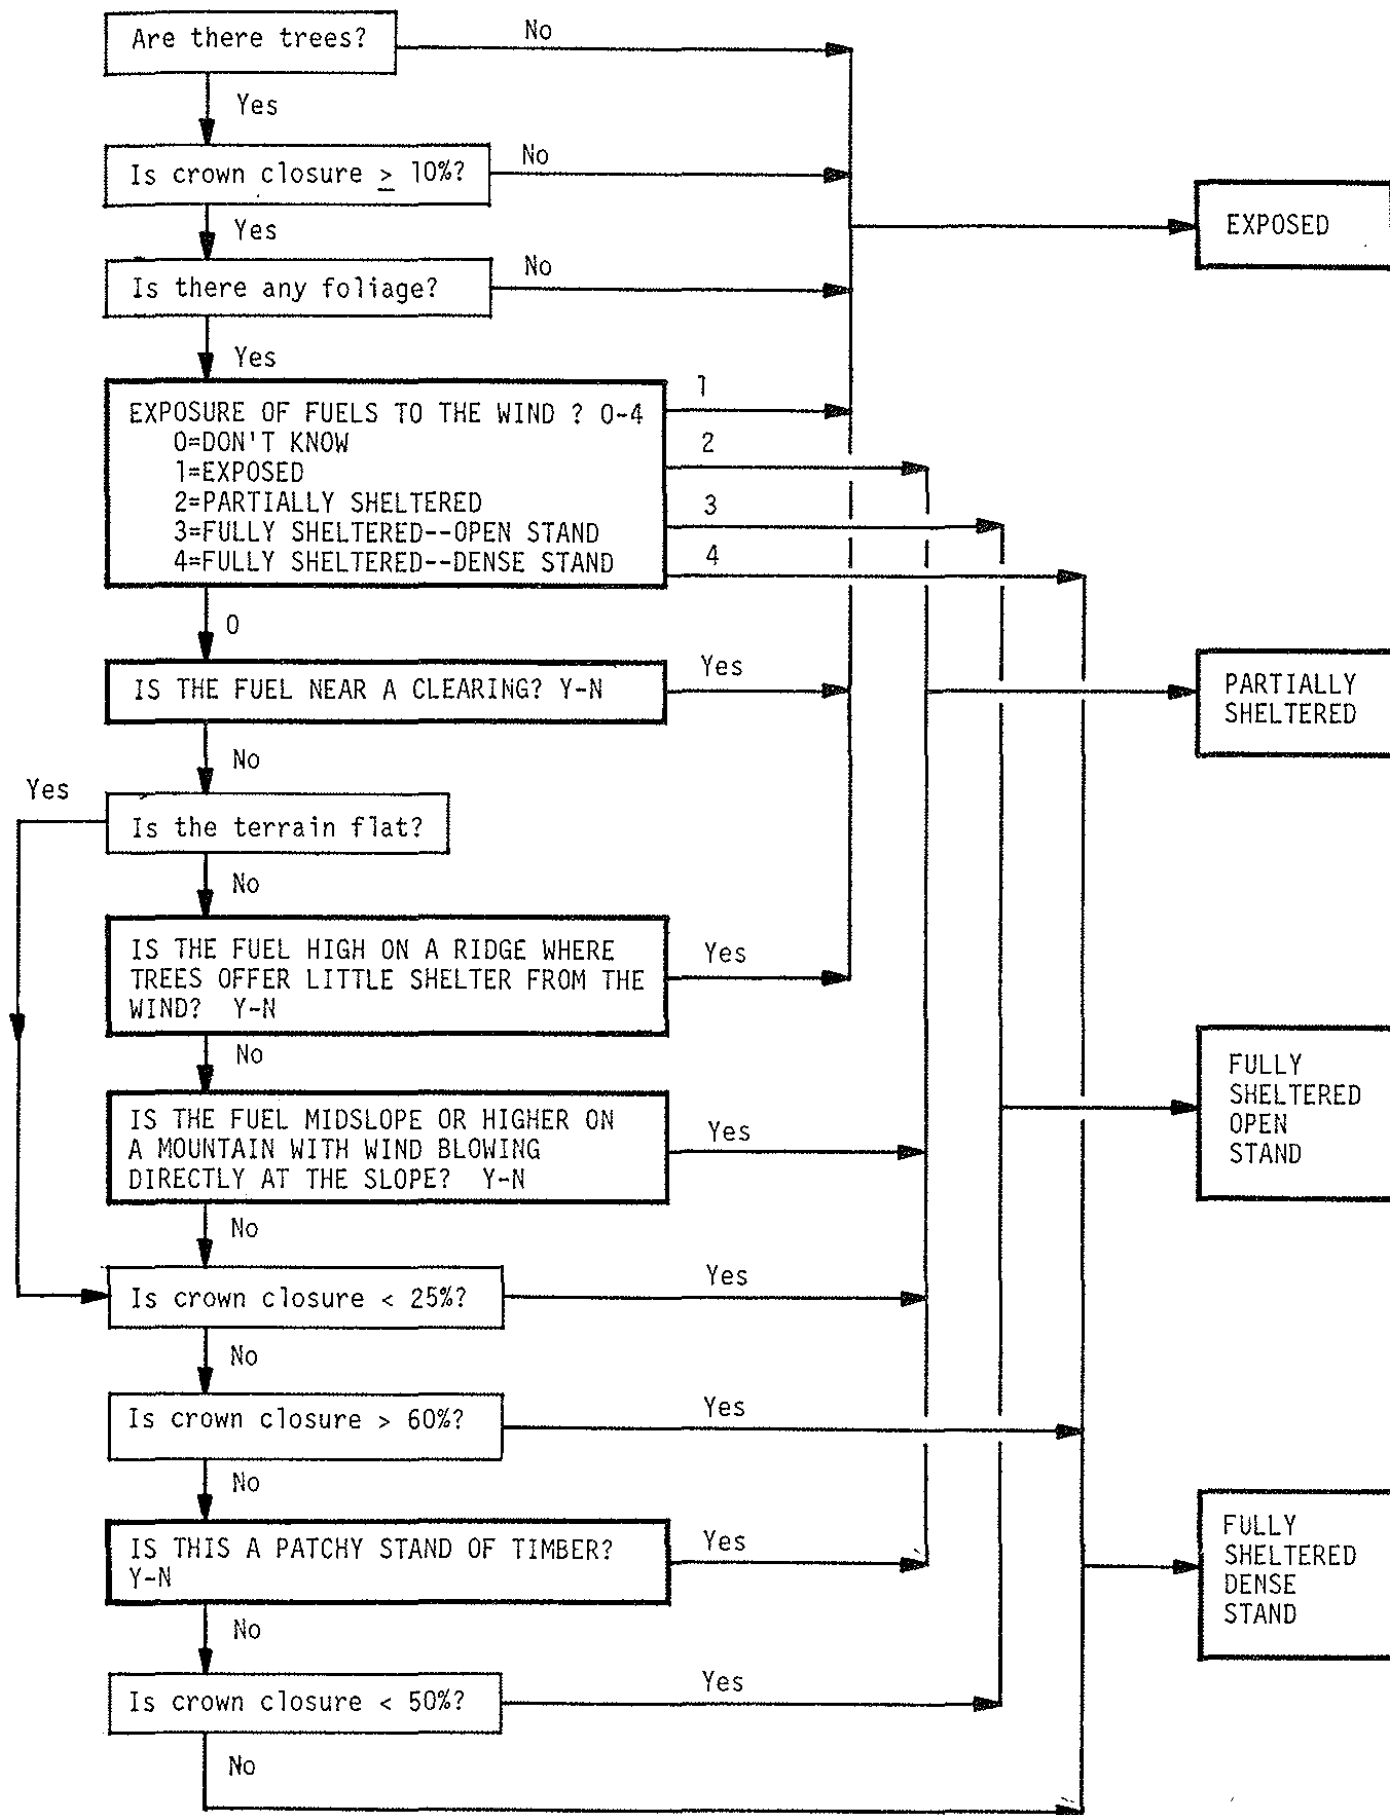 Are there trees?
No
Yes
Is crown closure ≥ 10%?
No
Yes
EXPOSED
Is there any foliage?
No
Yes
EXPOSURE OF FUELS TO THE WIND ? 0-4
0=DON'T KNOW
1=EXPOSED
2=PARTIALLY SHELTERED
3=FULLY SHELTERED--OPEN STAND
4=FULLY SHELTERED--DENSE STAND
1
2
3
4
0
IS THE FUEL NEAR A CLEARING? Y-N
Yes
PARTIALLY
SHELTERED
No
Yes
Is the terrain flat?
No
IS THE FUEL HIGH ON A RIDGE WHERE
TREES OFFER LITTLE SHELTER FROM THE
WIND? Y-N
Yes
No
FULLY
SHELTERED
OPEN
STAND
IS THE FUEL MIDSLOPE OR HIGHER ON
A MOUNTAIN WITH WIND BLOWING
DIRECTLY AT THE SLOPE? Y-N
Yes
No
Is crown closure < 25%?
Yes
No
Is crown closure > 60%?
Yes
No
IS THIS A PATCHY STAND OF TIMBER?
Y-N
Yes
FULLY
SHELTERED
DENSE
STAND
No
Is crown closure < 50%?
Yes
No